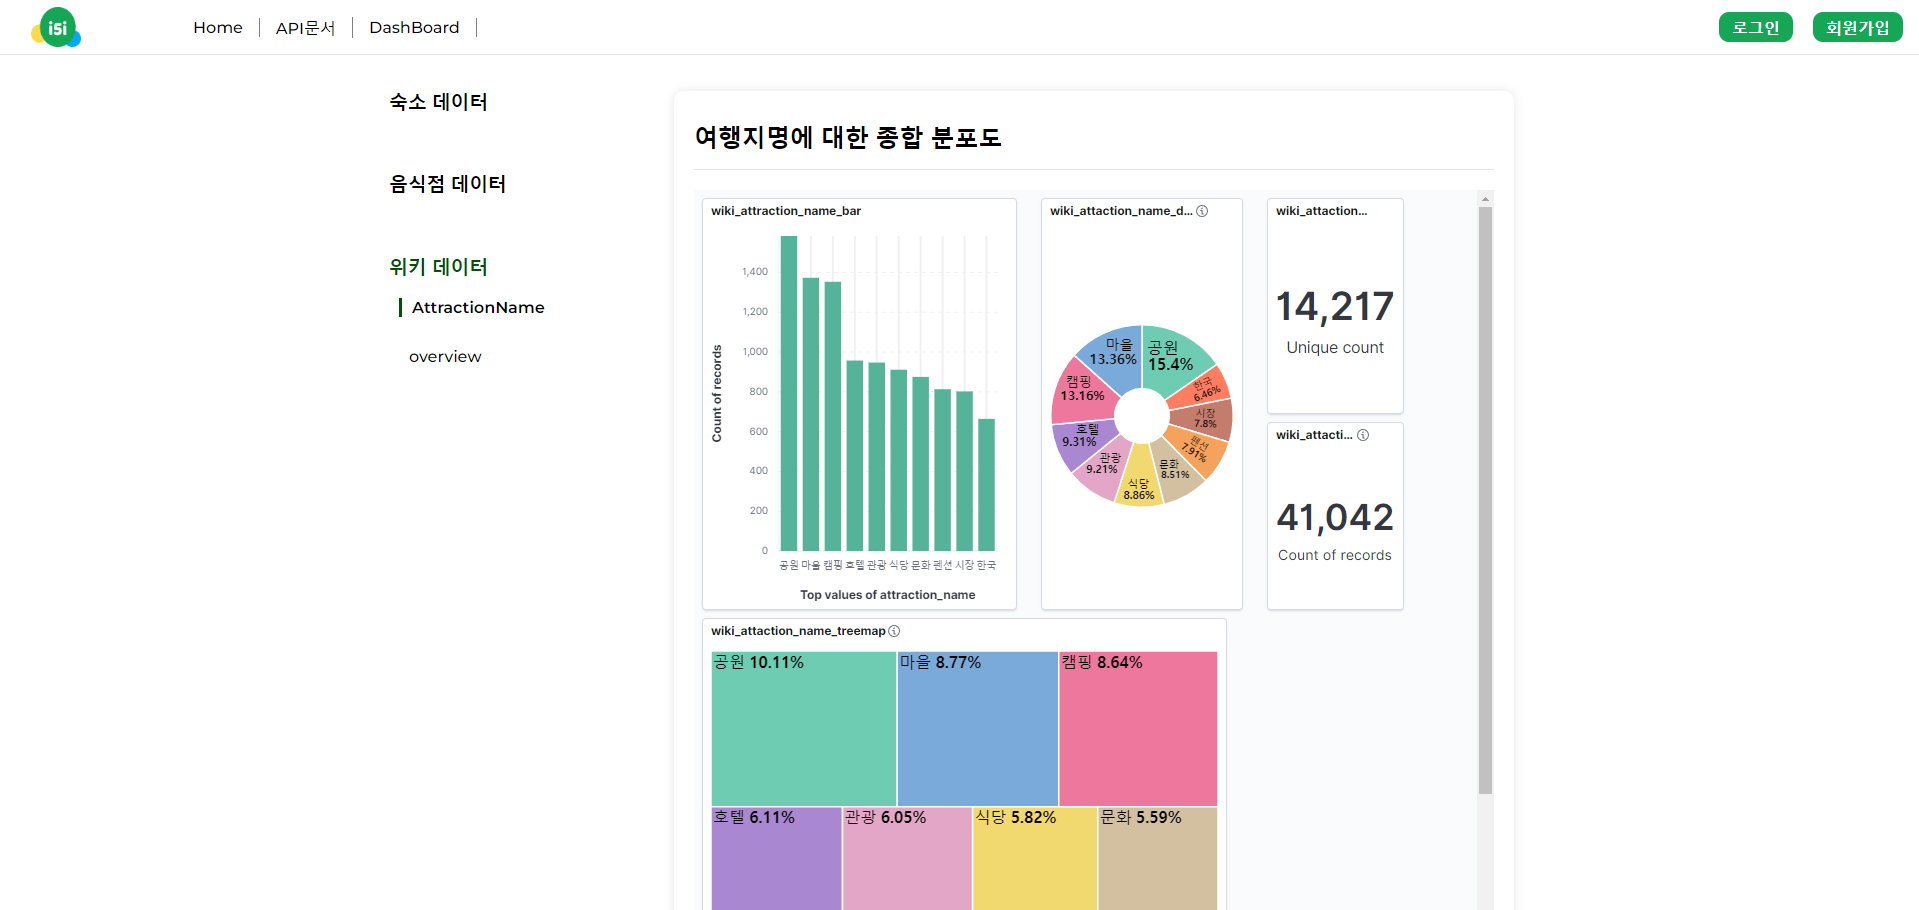 i5i
Home
API문서
DashBoard
로그인
회원가입
숙소 데이터
음식점 데이터
위키 데이터
AttractionName
overview
여행지명에 대한 종합 분포도
wiki_attraction_name_bar
1,400
1,200
1,000
800
600
400
200
0
Count of records
공원 마을 캠핑 호텔 관광 식당 문화 펜션 시장 한국
Top values of attraction_name
wiki_attaction_name_d...
마을
13.36%
공원
15.4%
캠핑
13.16%
한국
6.46%
시장
7.8%
호텔
9.31%
펜션
7.91%
관광
9.21%
문화
8.51%
식당
8.86%
wiki_attaction...
14,217
Unique count
wiki_attacti...
41,042
Count of records
wiki_attaction_name_treemap
공원 10.11%
마을 8.77%
캠핑 8.64%
호텔 6.11%
관광 6.05%
식당 5.82%
문화 5.59%